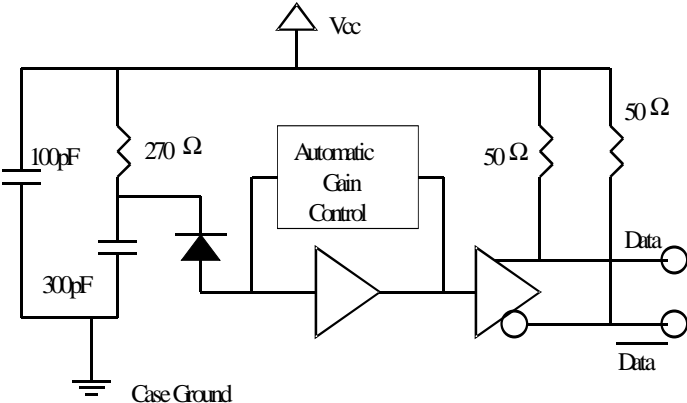 Vcc
100pF
270 Ω
Automatic
Gain
Control
50 Ω
50 Ω
Data
300pF
Data
Case Ground